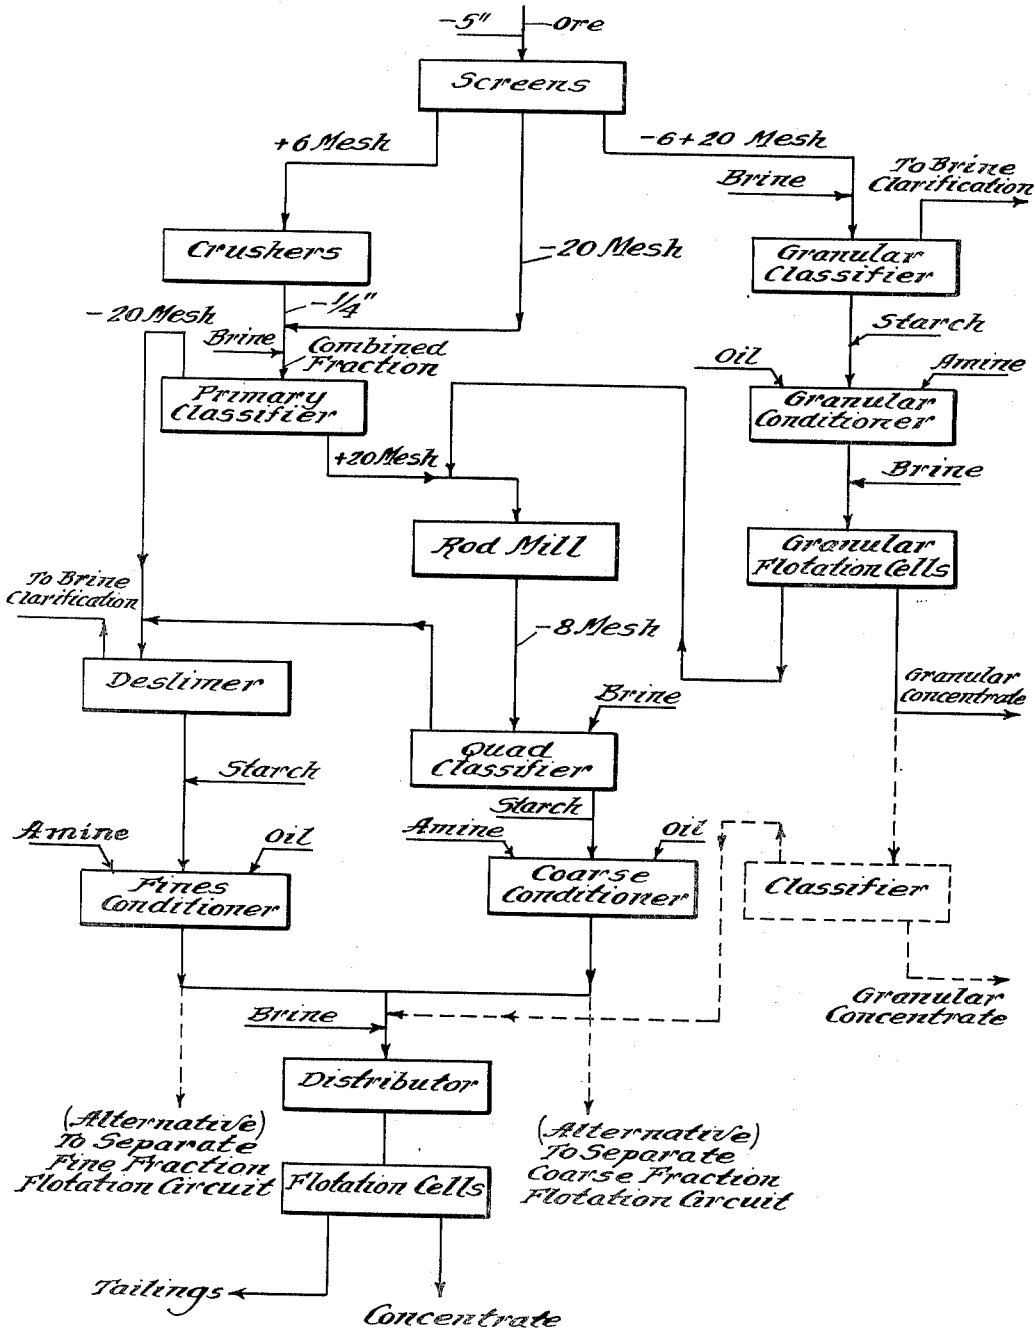 -5"
Ore
Screens
+6 Mesh
-6+20 Mesh
To Brine
Clarification
Brine
Crushers
-20 Mesh
Granular
Classifier
-1/4"
-20 Mesh
Brine
Combined
Fraction
Starch
Oil
Amine
Primary
Classifier
Granular
Conditioner
+20 Mesh
Brine
Rod Mill
Granular
Flotation Cells
To Brine
Clarification
-8 Mesh
Deslimer
Granular
Concentrate
Brine
Quad
Classifier
Starch
Starch
Amine
Oil
Amine
Oil
Fines
Conditioner
Coarse
Conditioner
Classifier
Granular
Concentrate
Brine
Distributor
(Alternative)
To Separate
Fine Fraction
Flotation Circuit
(Alternative)
To Separate
Coarse Fraction
Flotation Circuit
Flotation Cells
Tailings
Concentrate